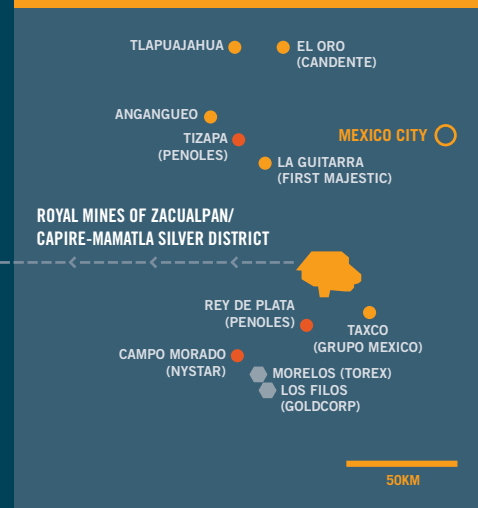 TLAPUAJAHUA
EL ORO
(CANDENTE)
ANGANGUEO
TIZAPA
(PENOLES)
MEXICO CITY
LA GUITARRA
(FIRST MAJESTIC)
ROYAL MINES OF ZACUALPAN/
CAPIRE-MAMATLA SILVER DISTRICT
REY DE PLATA
(PENOLES)
TAXCO
(GRUPO MEXICO)
CAMPO MORADO
(NYSTAR)
MORELOS (TOREX)
LOS FILOS
(GOLDCORP)
50KM